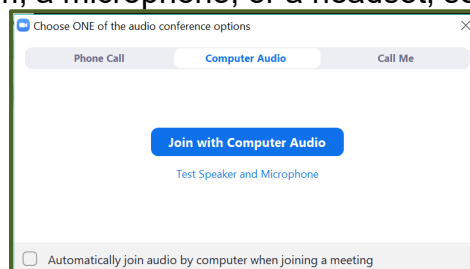 a microphone, or a headset,
Choose ONE of the audio conference options
Phone Call Computer Audio Call Me
Join with Computer Audio
Test Speaker and Microphone
Automatically join audio by computer when joining a meeting